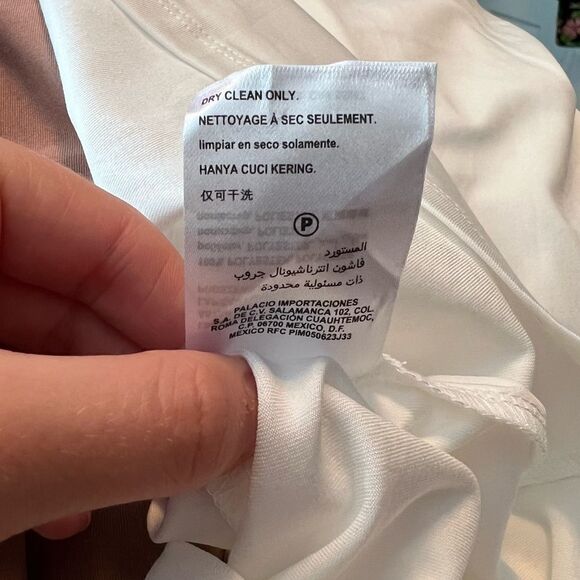 DRY CLEAN ONLY.
NETTOYAGE À SEC SEULEMENT.
limpiar en seco solamente.
HANYA CUCI KERING.
仅可干洗
P
المستورد
فاشون انترناشيونال جروب
ذات مسئولية محدودة
PALACIO IMPORTACIONES
S.A. DE C.V. SALAMANCA 102, COL.
ROMA DELEGACIÓN CUAUHTEMOC,
C.P. 06700 MEXICO, D.F.
MEXICO RFC PIM050623J33